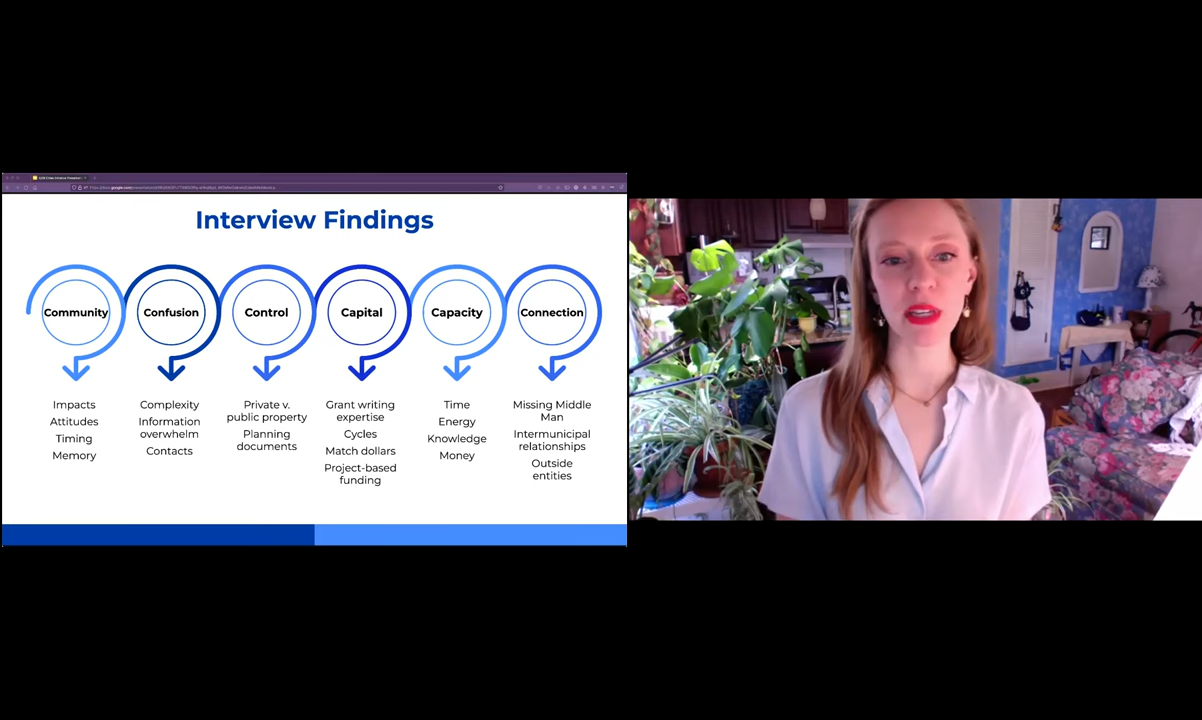 Interview Findings
Community
Confusion
Control
Capital
Capacity
Connection
Impacts
Attitudes
Timing
Memory
Complexity
Information
overwhelm
Contacts
Private v.
public property
Planning
documents
Grant writing
expertise
Cycles
Match dollars
Project-based
funding
Time
Energy
Knowledge
Money
Missing Middle
Man
Intermunicipal
relationships
Outside
entities